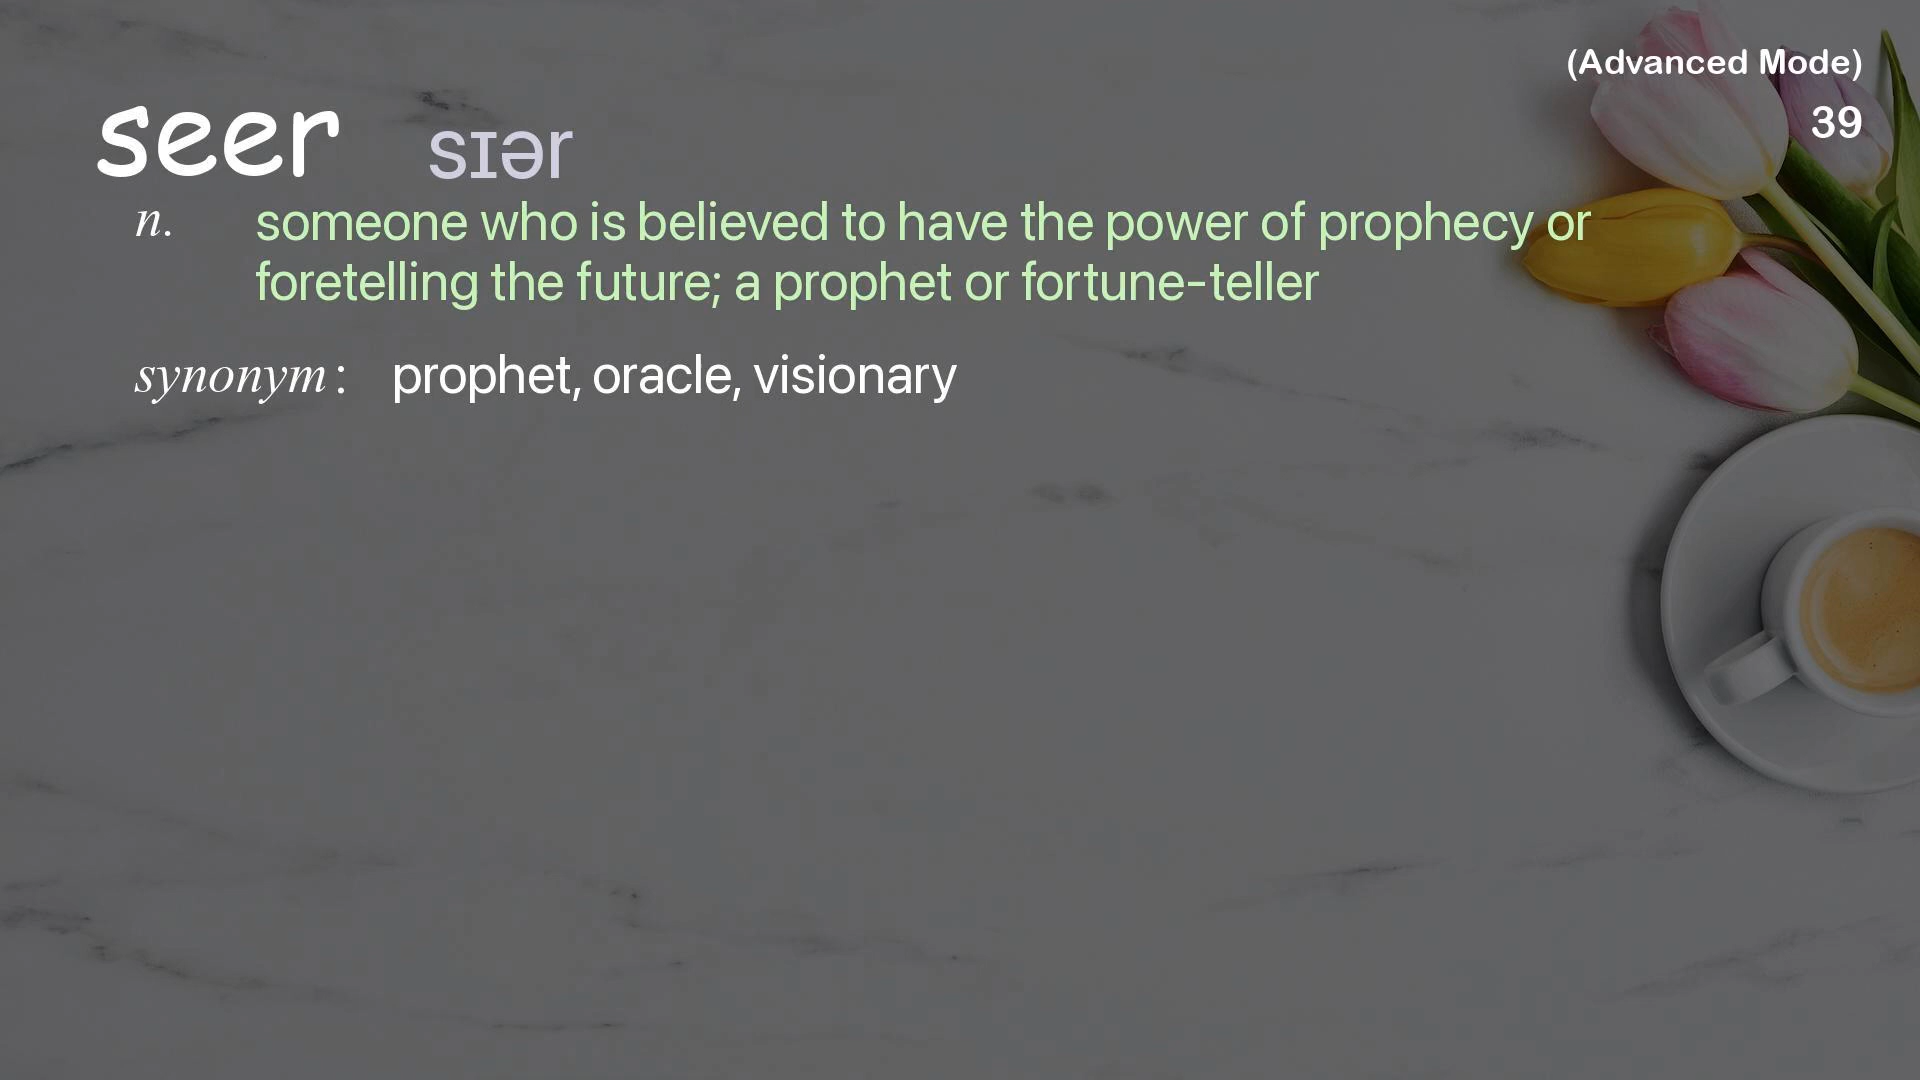 (Advanced Mode)
39
seer sɪər
n. someone who is believed to have the power of prophecy or
foretelling the future; a prophet or fortune-teller
synonym: prophet, oracle, visionary